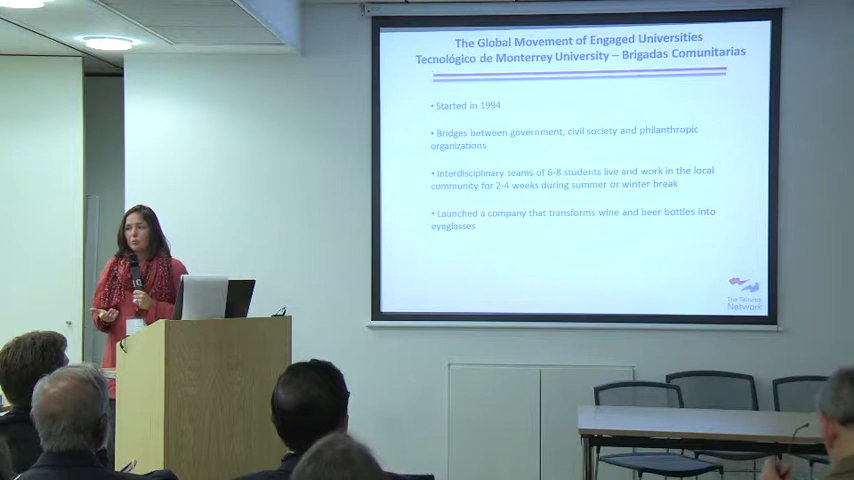 The Global Movement of Engaged Universities
Tecnológico de Monterrey University – Brigadas Comunitarias
• Started in 1994
• Bridges between government, civil society and philanthropic
organizations
• Interdisciplinary teams of 6-8 students live and work in the local
community for 2-4 weeks during summer or winter break
• Launched a company that transforms wine and beer bottles into
eyeglasses
The Talloires
Network